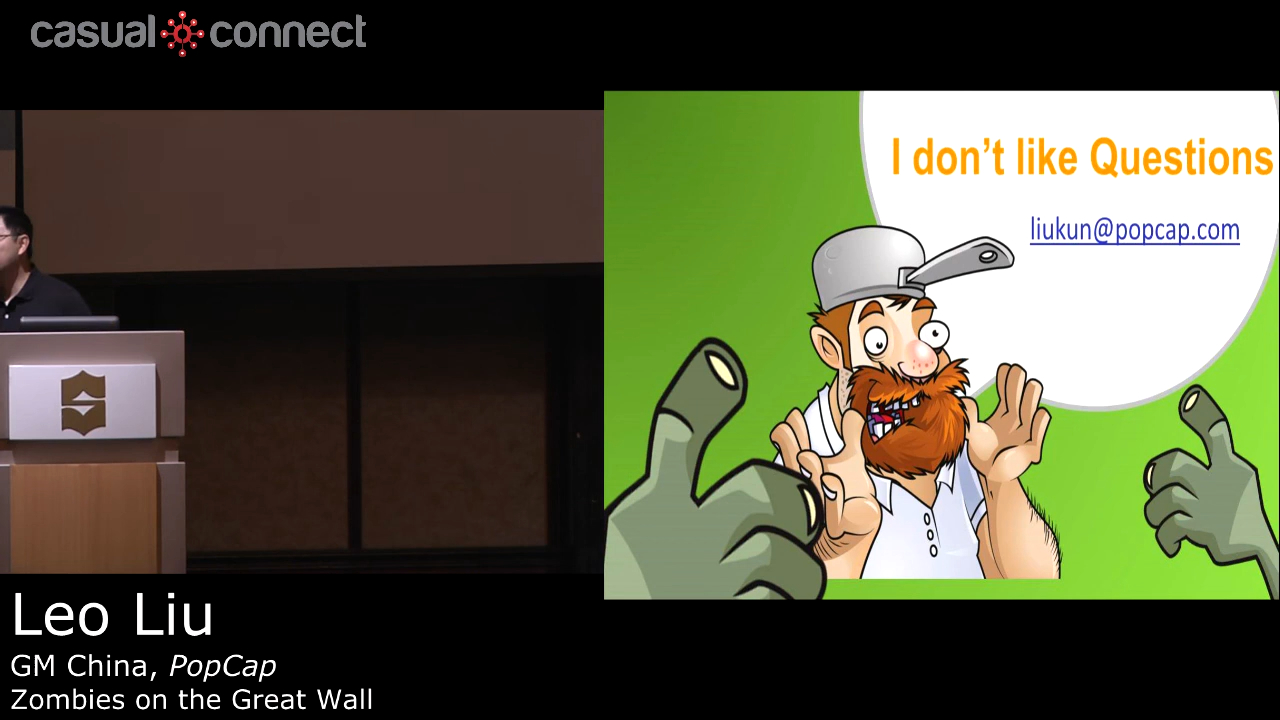 casual connect
I don't like Questions
liukun@popcap.com
Leo Liu
GM China, PopCap
Zombies on the Great Wall